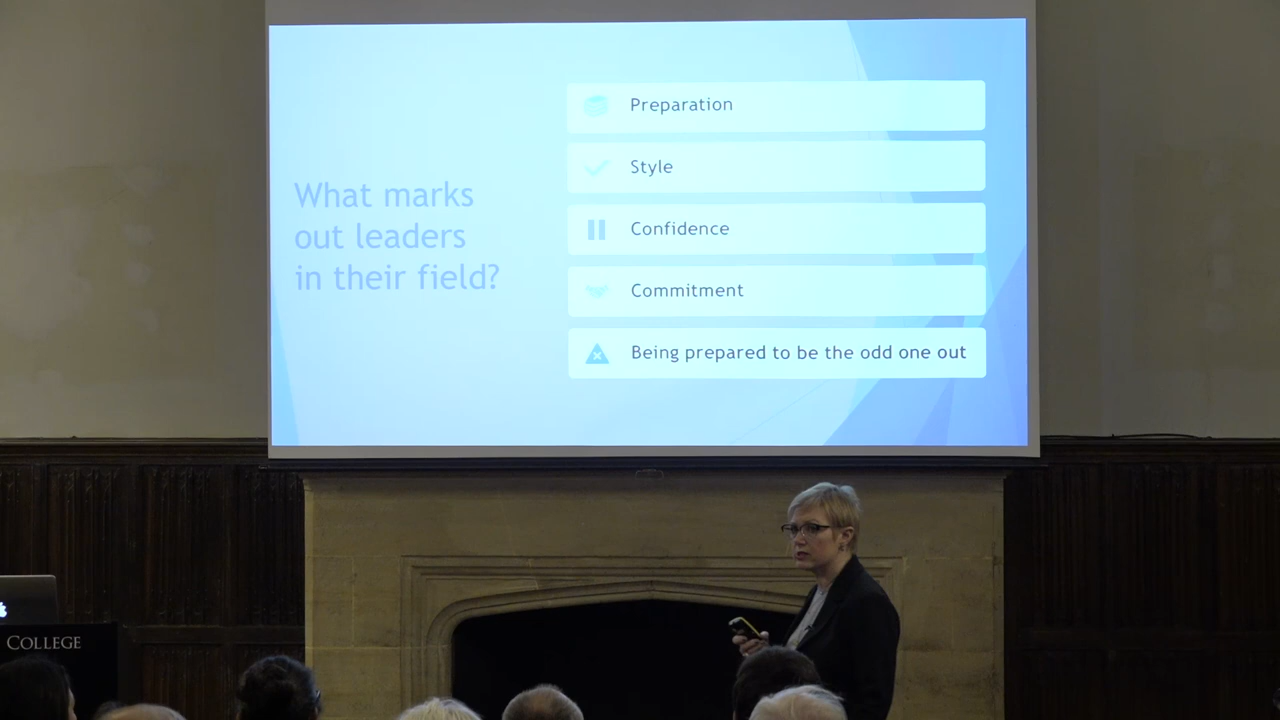 What marks
out leaders
in their field?
Preparation
Style
Confidence
Commitment
Being prepared to be the odd one out
COLLEGE